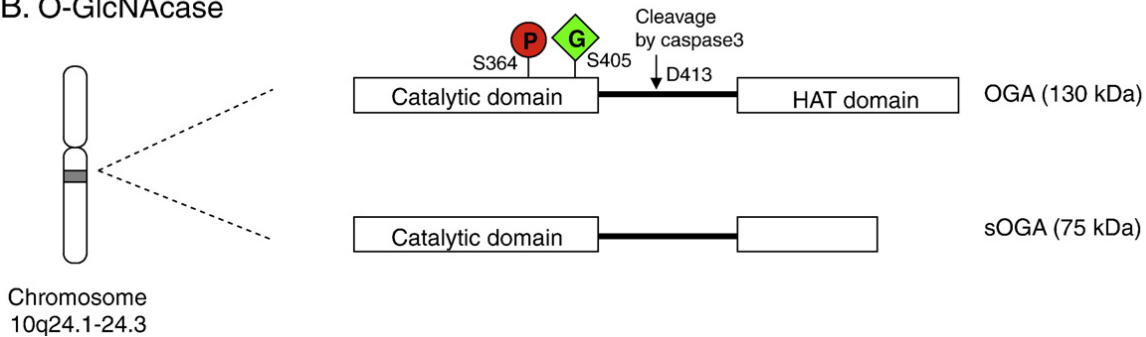 B. O-GlcNAcase
Cleavage
by caspase3
P
G
S364
S405
D413
Catalytic domain
HAT domain
OGA (130 kDa)
Catalytic domain
sOGA (75 kDa)
Chromosome
10q24.1-24.3